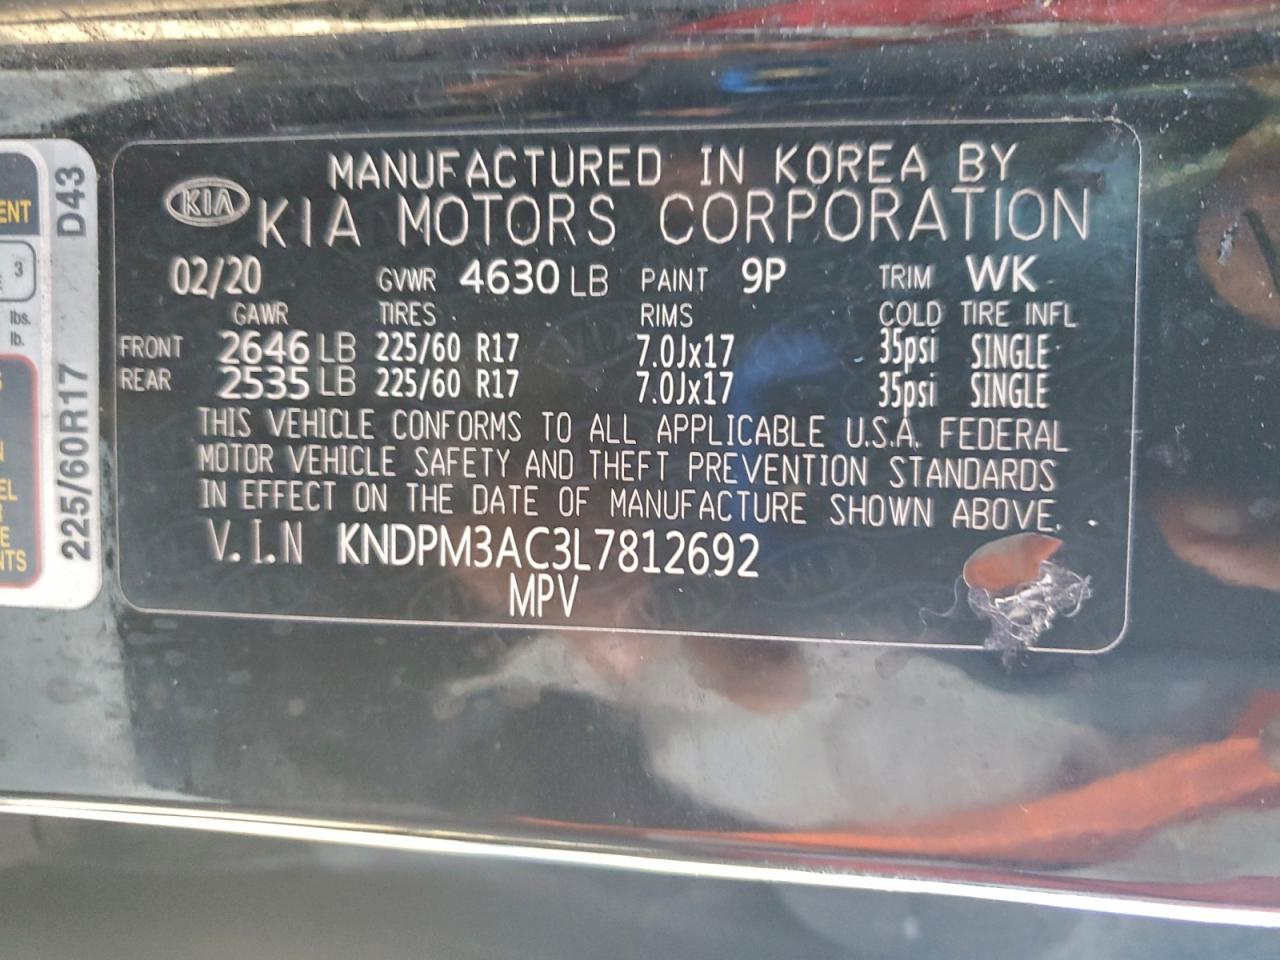 MANUFACTURED IN KOREA BY
KIA KIA MOTORS CORPORATION
02/20 GVWR 4630 LB PAINT 9P TRIM WK
GAWR TIRES RIMS COLD TIRE INFL
FRONT 2646 LB 225/60 R17 7.0Jx17 35psi SINGLE
REAR 2535 LB 225/60 R17 7.0Jx17 35psi SINGLE
THIS VEHICLE CONFORMS TO ALL APPLICABLE U.S.A. FEDERAL
MOTOR VEHICLE SAFETY AND THEFT PREVENTION STANDARDS
IN EFFECT ON THE DATE OF MANUFACTURE SHOWN ABOVE.
V.I.N KNDPM3AC3L7812692
MPV
225/60R17 D43
3
lbs.
lb.